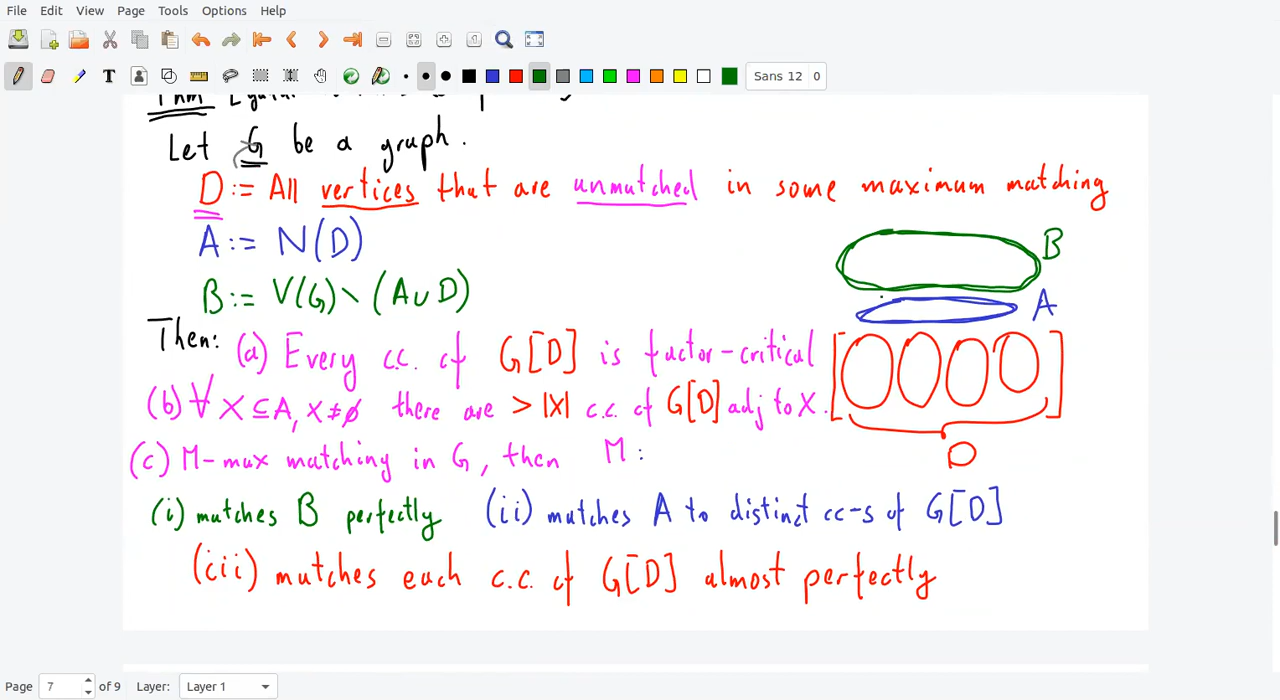 File Edit View Page Tools Options Help
Sans 12 0
Thm
Let G be a graph.
D := All vertices that are unmatched in some maximum matching
A := N(D)
B := V(G) \ (A ∪ D)
B
A
Then: (a) Every c.c. of G[D] is factor-critical
(b) ∀ X ⊆ A, X ≠ ∅ there are > |X| c.c. of G[D] adj to X.
D
(c) M-max matching in G, then M:
(i) matches B perfectly (ii) matches A to distinct cc-s of G[D]
(iii) matches each c.c. of G[D] almost perfectly
Page 7 of 9 Layer: Layer 1